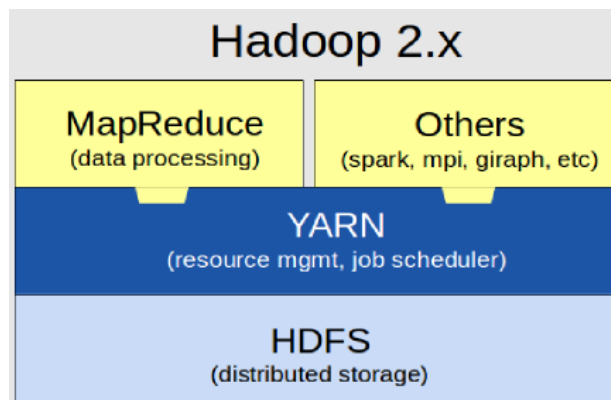 Hadoop 2.x
MapReduce
(data processing)
Others
(spark, mpi, giraph, etc)
YARN
(resource mgmt, job scheduler)
HDFS
(distributed storage)